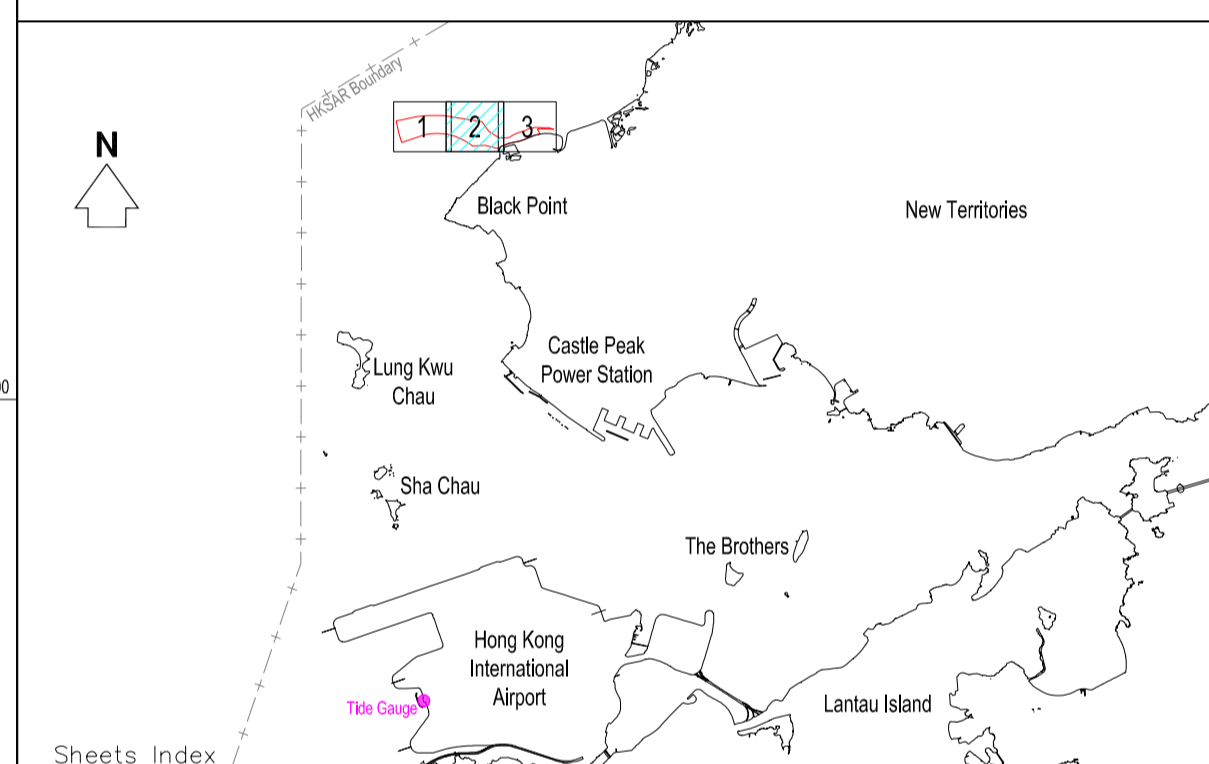 HKSAR Boundary
N
1
2
3
Black Point
New Territories
Castle Peak
Power Station
Lung Kwu
Chau
Sha Chau
The Brothers
Hong Kong
International
Airport
Tide Gauge
Lantau Island
Sheets Index